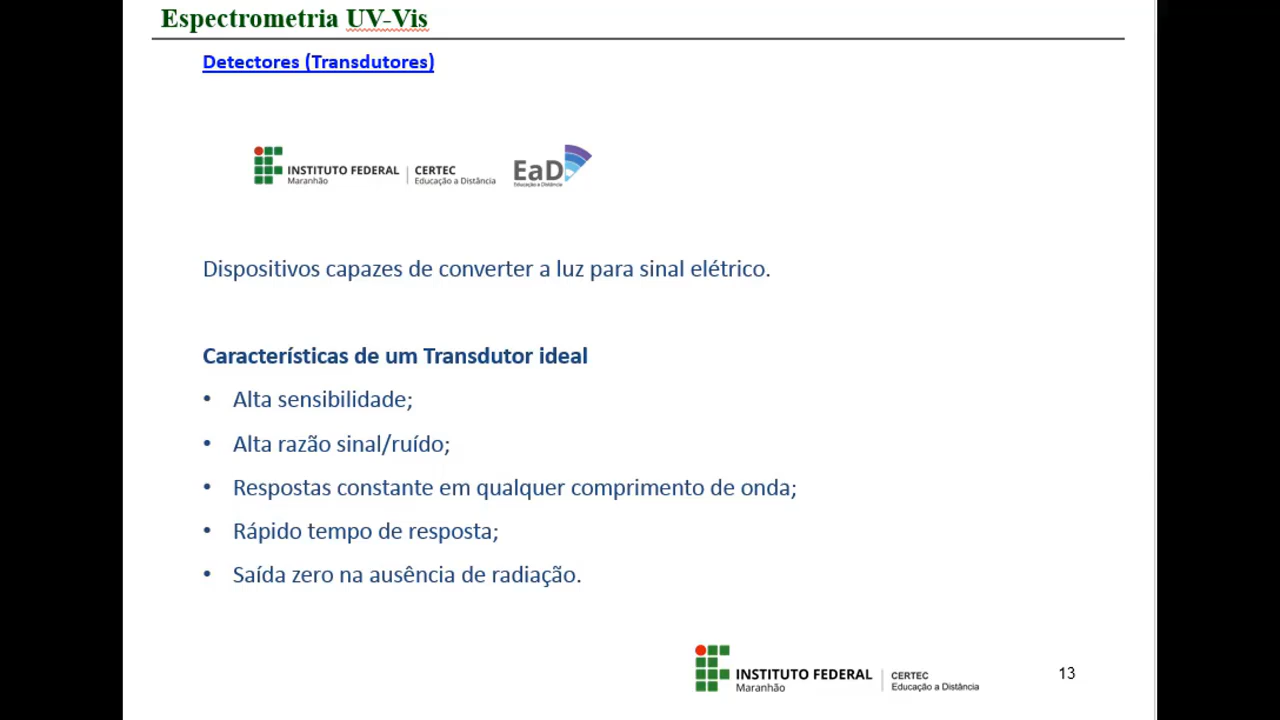 Espectrometria UV-Vis
Detectores (Transdutores)
INSTITUTO FEDERAL
Maranhão
CERTEC
Educação a Distância
EaD
Educação a Distância
Dispositivos capazes de converter a luz para sinal elétrico.
Características de um Transdutor ideal
• Alta sensibilidade;
• Alta razão sinal/ruído;
• Respostas constante em qualquer comprimento de onda;
• Rápido tempo de resposta;
• Saída zero na ausência de radiação.
INSTITUTO FEDERAL
Maranhão
CERTEC
Educação a Distância
13